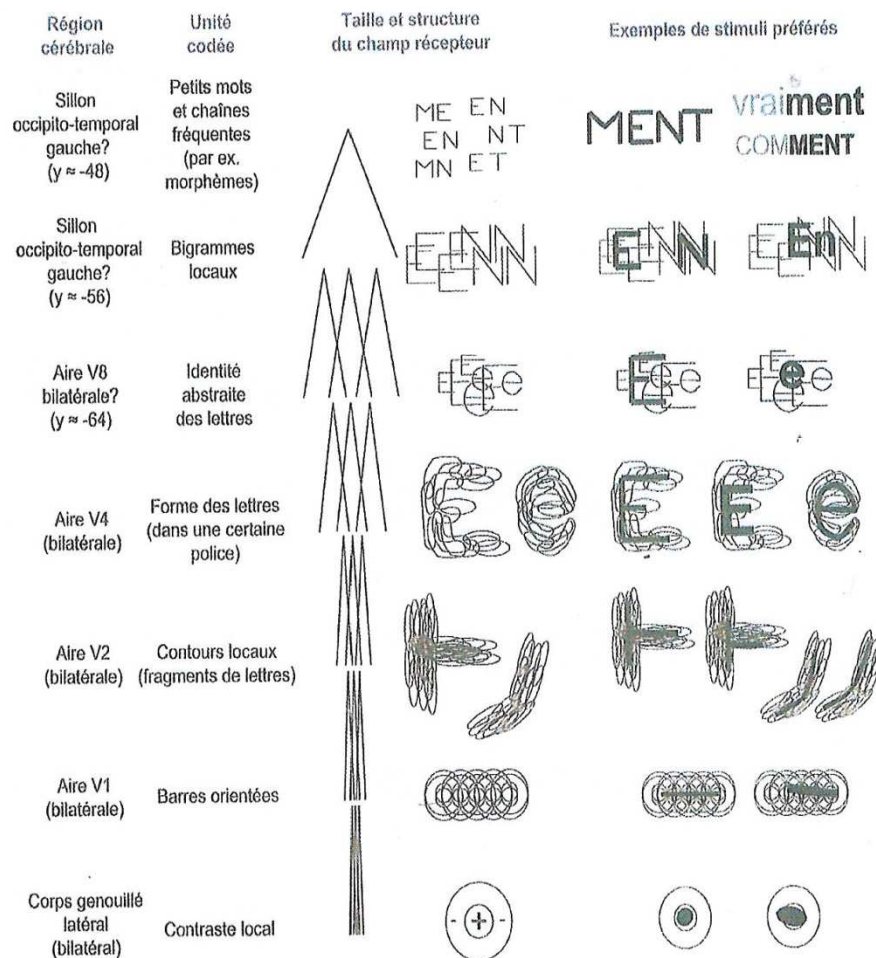 Région
cérébrale
Unité
codée
Taille et structure
du champ récepteur
Exemples de stimuli préférés
Sillon
occipito-temporal
gauche?
(y ≈ -48)
Petits mots
et chaînes
fréquentes
(par ex.
morphèmes)
ME EN
EN NT
MN ET
MENT
vraiment
COMMENT
Sillon
occipito-temporal
gauche?
(y ≈ -56)
Bigrammes
locaux
E N
E N
En
Aire V8
bilatérale?
(y ≈ -64)
Identité
abstraite
des lettres
E e
E e
e
Aire V4
(bilatérale)
Forme des lettres
(dans une certaine
police)
E e
E E e
Aire V2
(bilatérale)
Contours locaux
(fragments de lettres)
Aire V1
(bilatérale)
Barres orientées
Corps genouillé
latéral
(bilatéral)
Contraste local
- + -